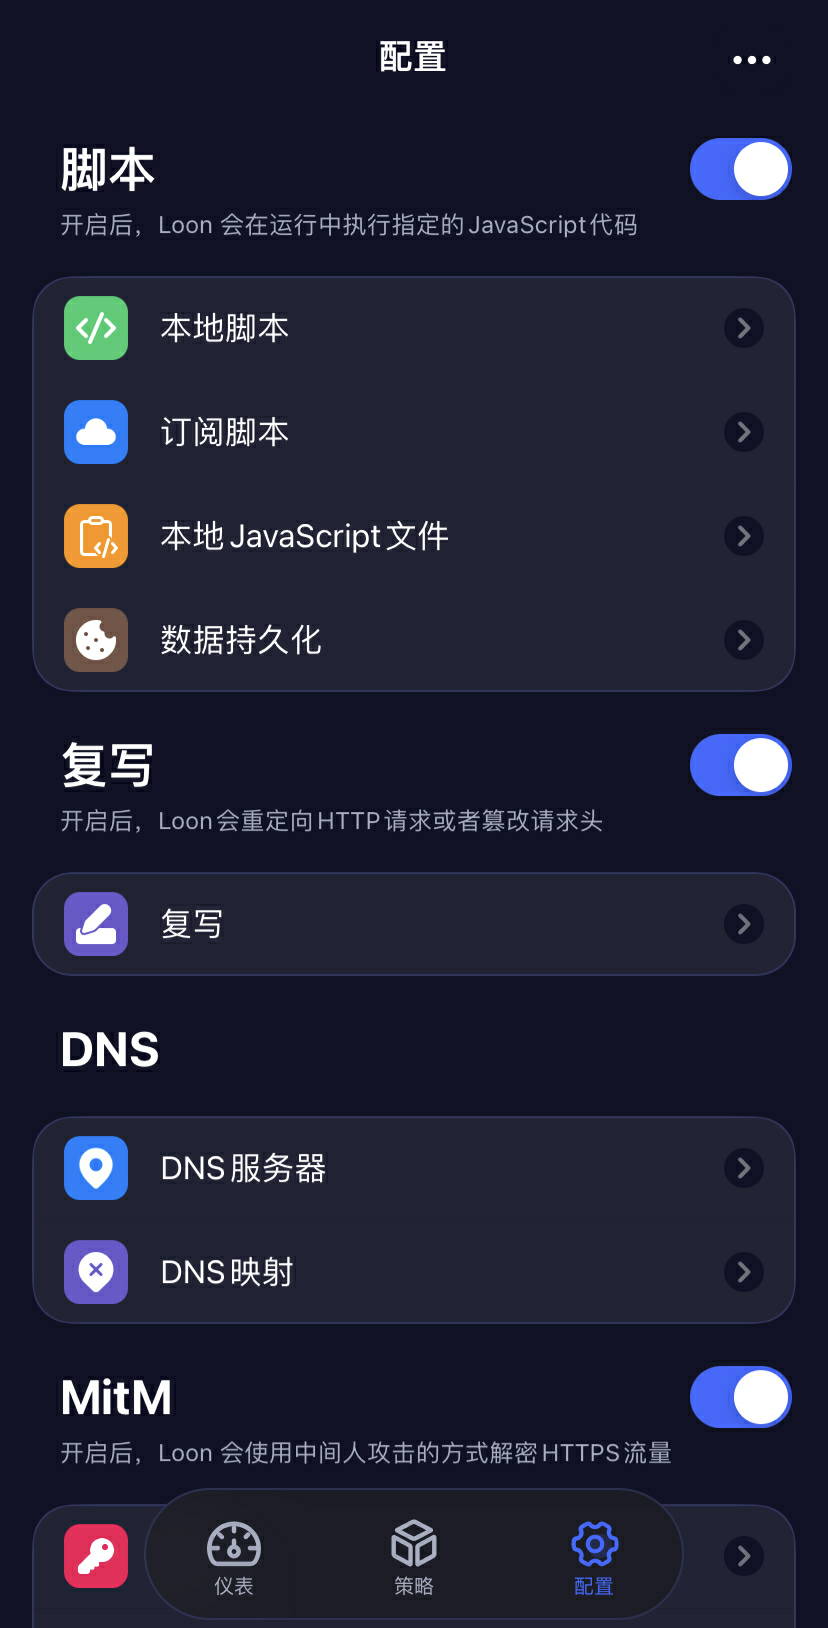 配置
脚本
开启后，Loon 会在运行中执行指定的JavaScript代码
本地脚本
订阅脚本
本地JavaScript文件
数据持久化
复写
开启后，Loon会重定向HTTP请求或者篡改请求头
复写
DNS
DNS服务器
DNS映射
MitM
开启后，Loon 会使用中间人攻击的方式解密HTTPS流量
仪表
策略
配置